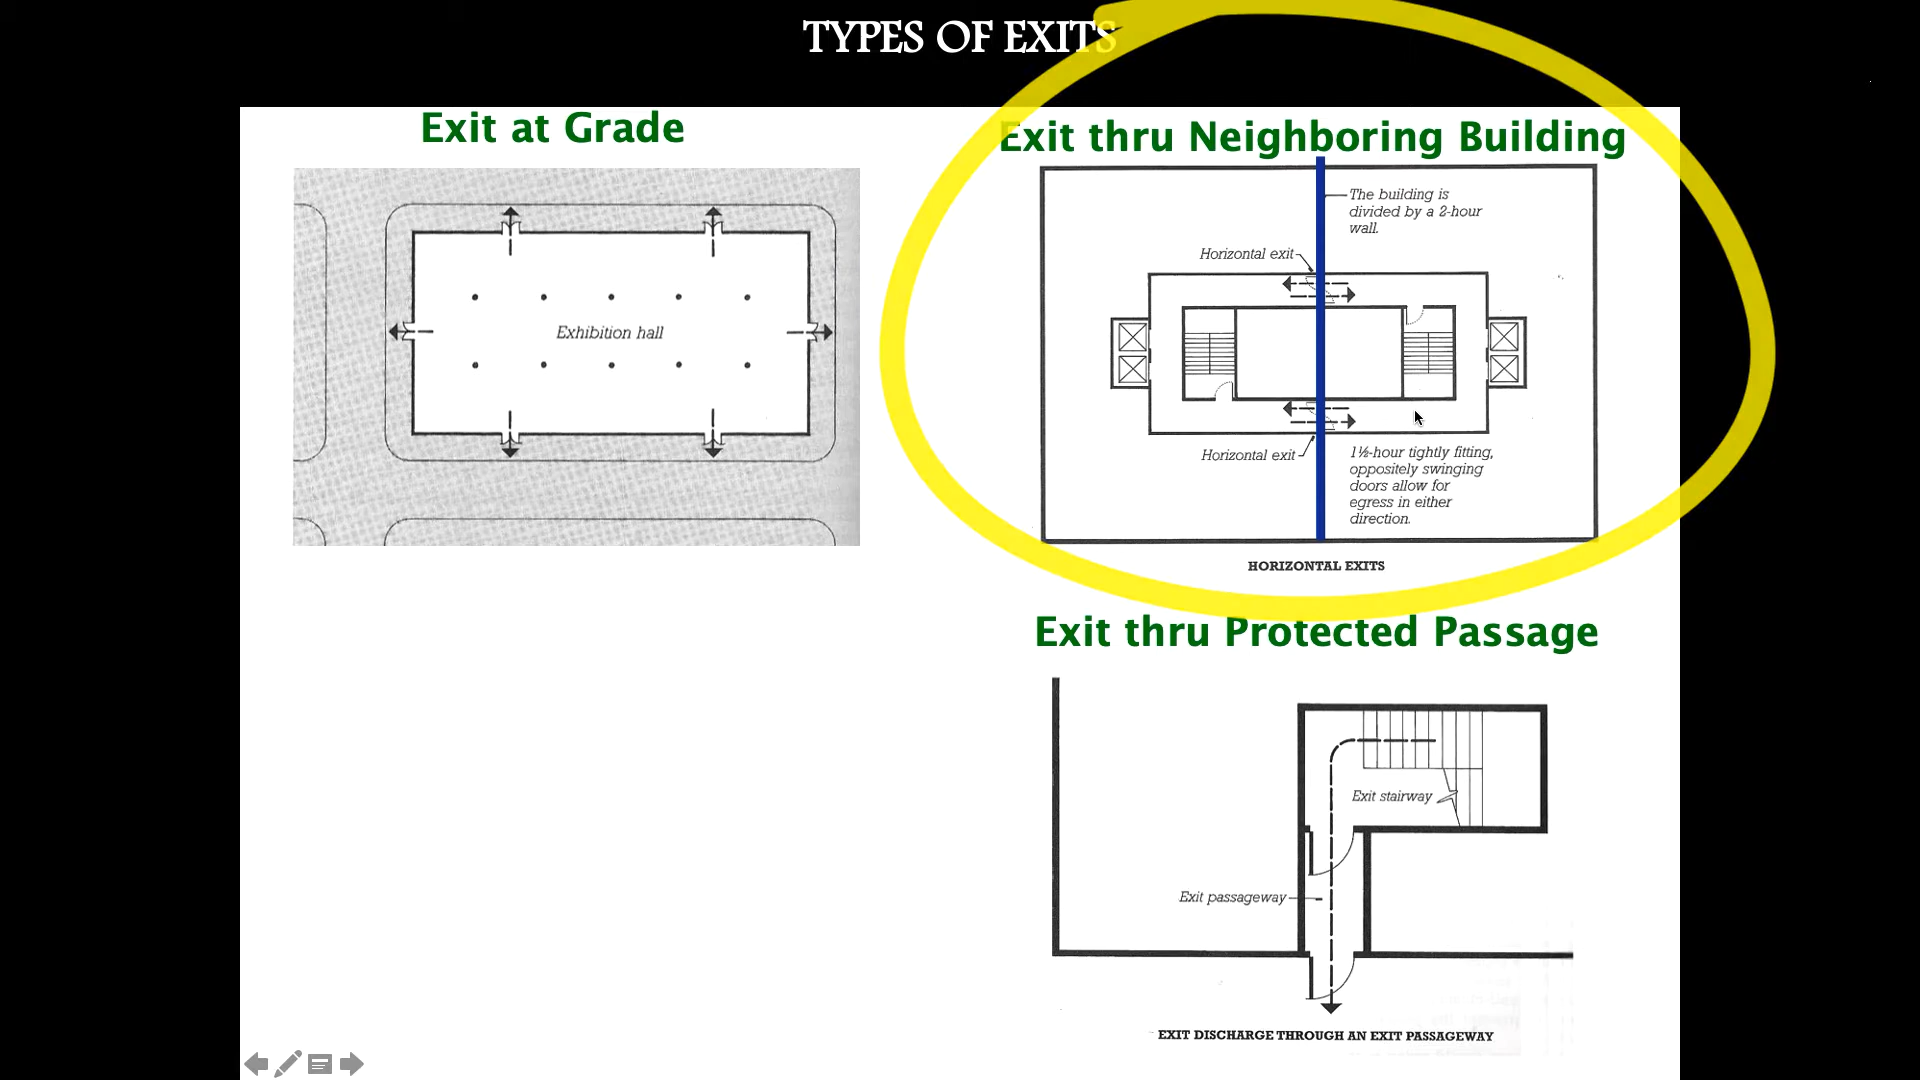 TYPES OF EXITS
Exit at Grade
Exhibition hall
Exit thru Neighboring Building
The building is
divided by a 2-hour
wall.
Horizontal exit
Horizontal exit
1½-hour tightly fitting,
oppositely swinging
doors allow for
egress in either
direction.
HORIZONTAL EXITS
Exit thru Protected Passage
Exit stairway
Exit passageway
EXIT DISCHARGE THROUGH AN EXIT PASSAGEWAY